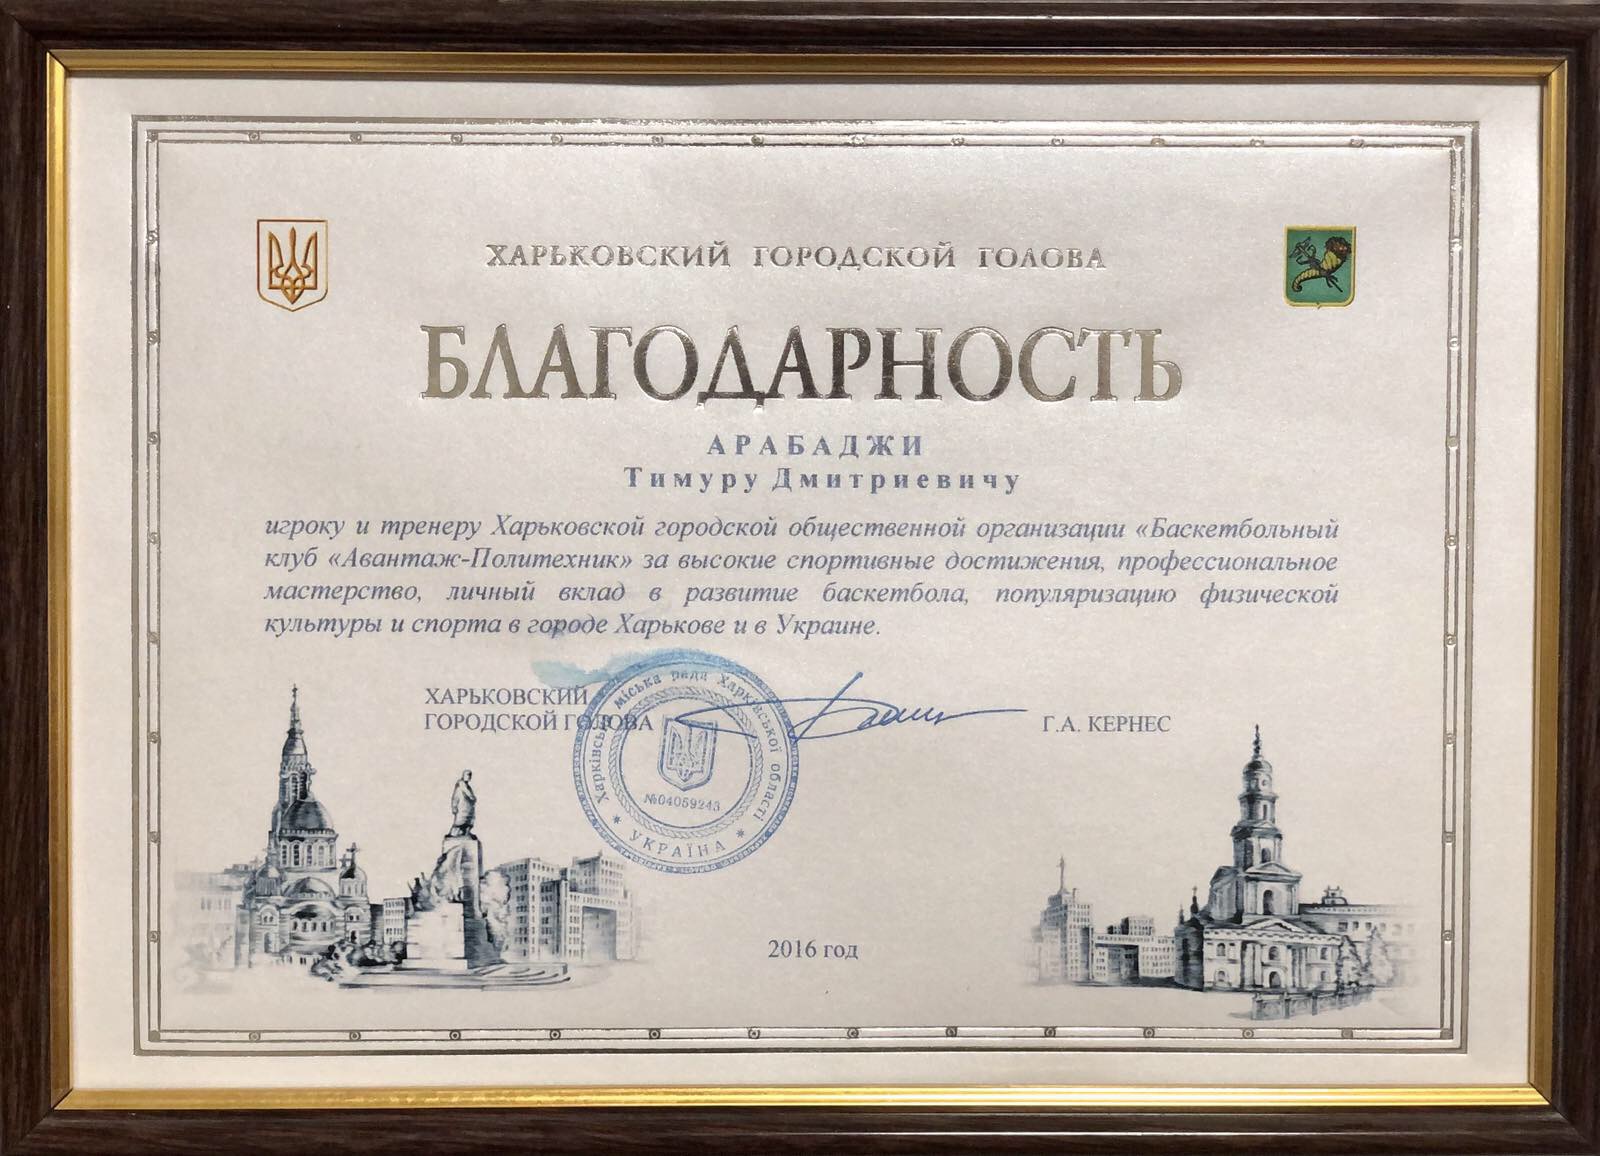 ХАРЬКОВСКИЙ ГОРОДСКОЙ ГОЛОВА
БЛАГОДАРНОСТЬ
АРАБАДЖИ
Тимуру Дмитриевичу
игроку и тренеру Харьковской городской общественной организации «Баскетбольный
клуб «Авантаж-Политехник» за высокие спортивные достижения, профессиональное
мастерство, личный вклад в развитие баскетбола, популяризацию физической
культуры и спорта в городе Харькове и в Украине.
ХАРЬКОВСКИЙ
ГОРОДСКОЙ ГОЛОВА
Г.А. КЕРНЕС
Харківська міська рада Харківської області
№04059243
* УКРАЇНА *
2016 год